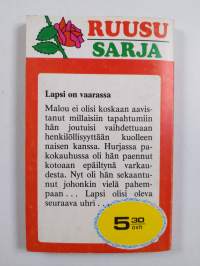 RUUSU
SARJA
Lapsi on vaarassa
Malou ei olisi koskaan aavis-
tanut millaisiin tapahtumiin
hän joutuisi vaihdettuaan
henkilöllisyyttään kuolleen
naisen kanssa. Hurjassa pa-
kokauhussa oli hän paennut
kotoaan epäiltynä varkau-
desta. Nyt oli hän sekaantu-
nut johonkin vielä pahem-
paan . . . Lapsi olisi oleva
seuraava uhri . . .
5 30
ovh